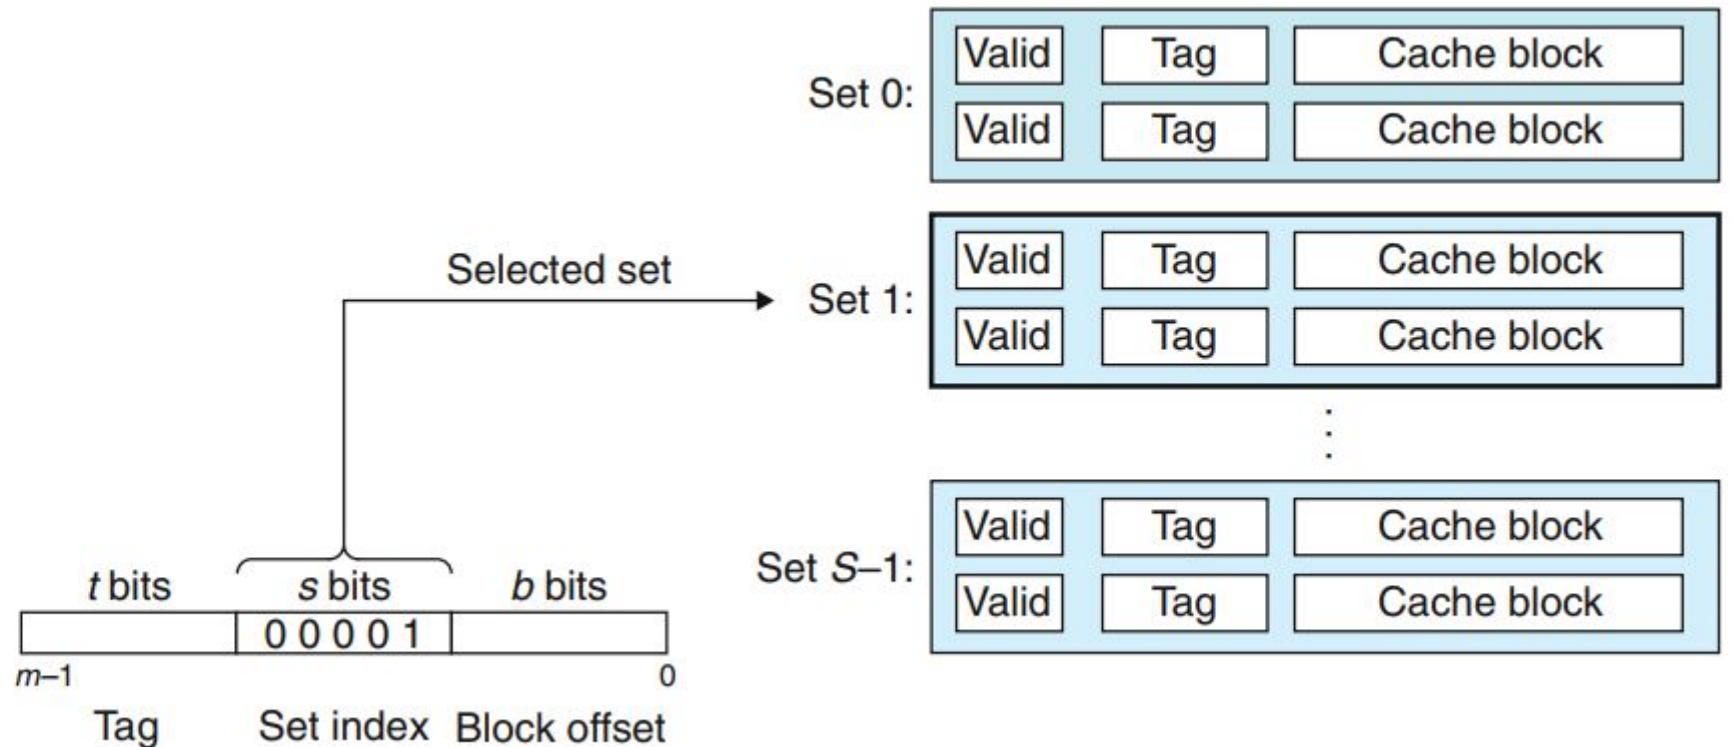 Set 0:
Valid Tag Cache block
Valid Tag Cache block
Selected set
Set 1:
Valid Tag Cache block
Valid Tag Cache block
Set S–1:
Valid Tag Cache block
Valid Tag Cache block
t bits s bits b bits
0 0 0 0 1
m–1 0
Tag Set index Block offset